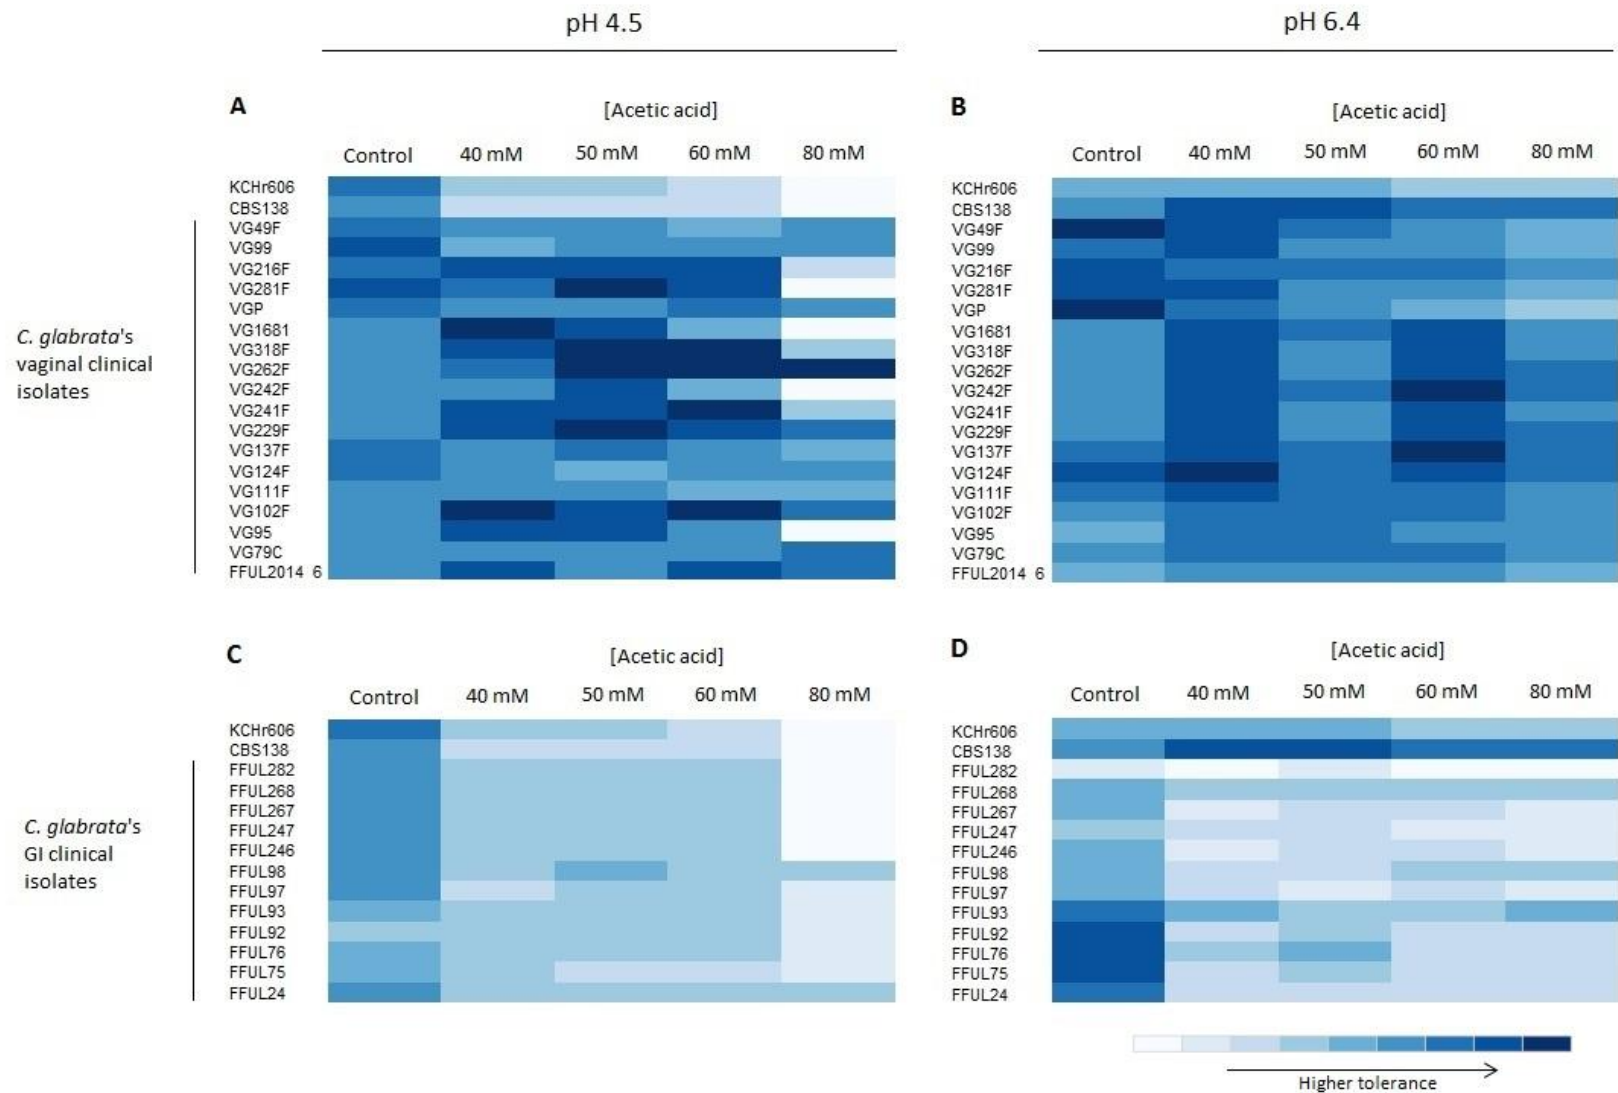 pH 4.5
pH 6.4
A
[Acetic acid]
Control 40 mM 50 mM 60 mM 80 mM
KCHr606
CBS138
VG49F
VG99
VG216F
VG281F
VGP
VG1681
VG318F
VG262F
VG242F
VG241F
VG229F
VG137F
VG124F
VG111F
VG102F
VG95
VG79C
FFUL2014 6
C. glabrata's
vaginal clinical
isolates
B
[Acetic acid]
Control 40 mM 50 mM 60 mM 80 mM
KCHr606
CBS138
VG49F
VG99
VG216F
VG281F
VGP
VG1681
VG318F
VG262F
VG242F
VG241F
VG229F
VG137F
VG124F
VG111F
VG102F
VG95
VG79C
FFUL2014 6
C
[Acetic acid]
Control 40 mM 50 mM 60 mM 80 mM
KCHr606
CBS138
FFUL282
FFUL268
FFUL267
FFUL247
FFUL246
FFUL98
FFUL97
FFUL93
FFUL92
FFUL76
FFUL75
FFUL24
C. glabrata's
GI clinical
isolates
D
[Acetic acid]
Control 40 mM 50 mM 60 mM 80 mM
KCHr606
CBS138
FFUL282
FFUL268
FFUL267
FFUL247
FFUL246
FFUL98
FFUL97
FFUL93
FFUL92
FFUL76
FFUL75
FFUL24
Higher tolerance